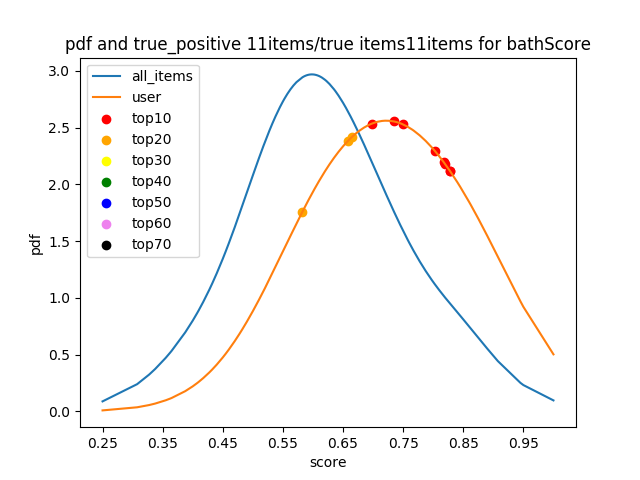 pdf and true_positive 11items/true items11items for bathScore
3.0
2.5
2.0
1.5
1.0
0.5
0.0
pdf
all_items
user
top10
top20
top30
top40
top50
top60
top70
0.25 0.35 0.45 0.55 0.65 0.75 0.85 0.95
score